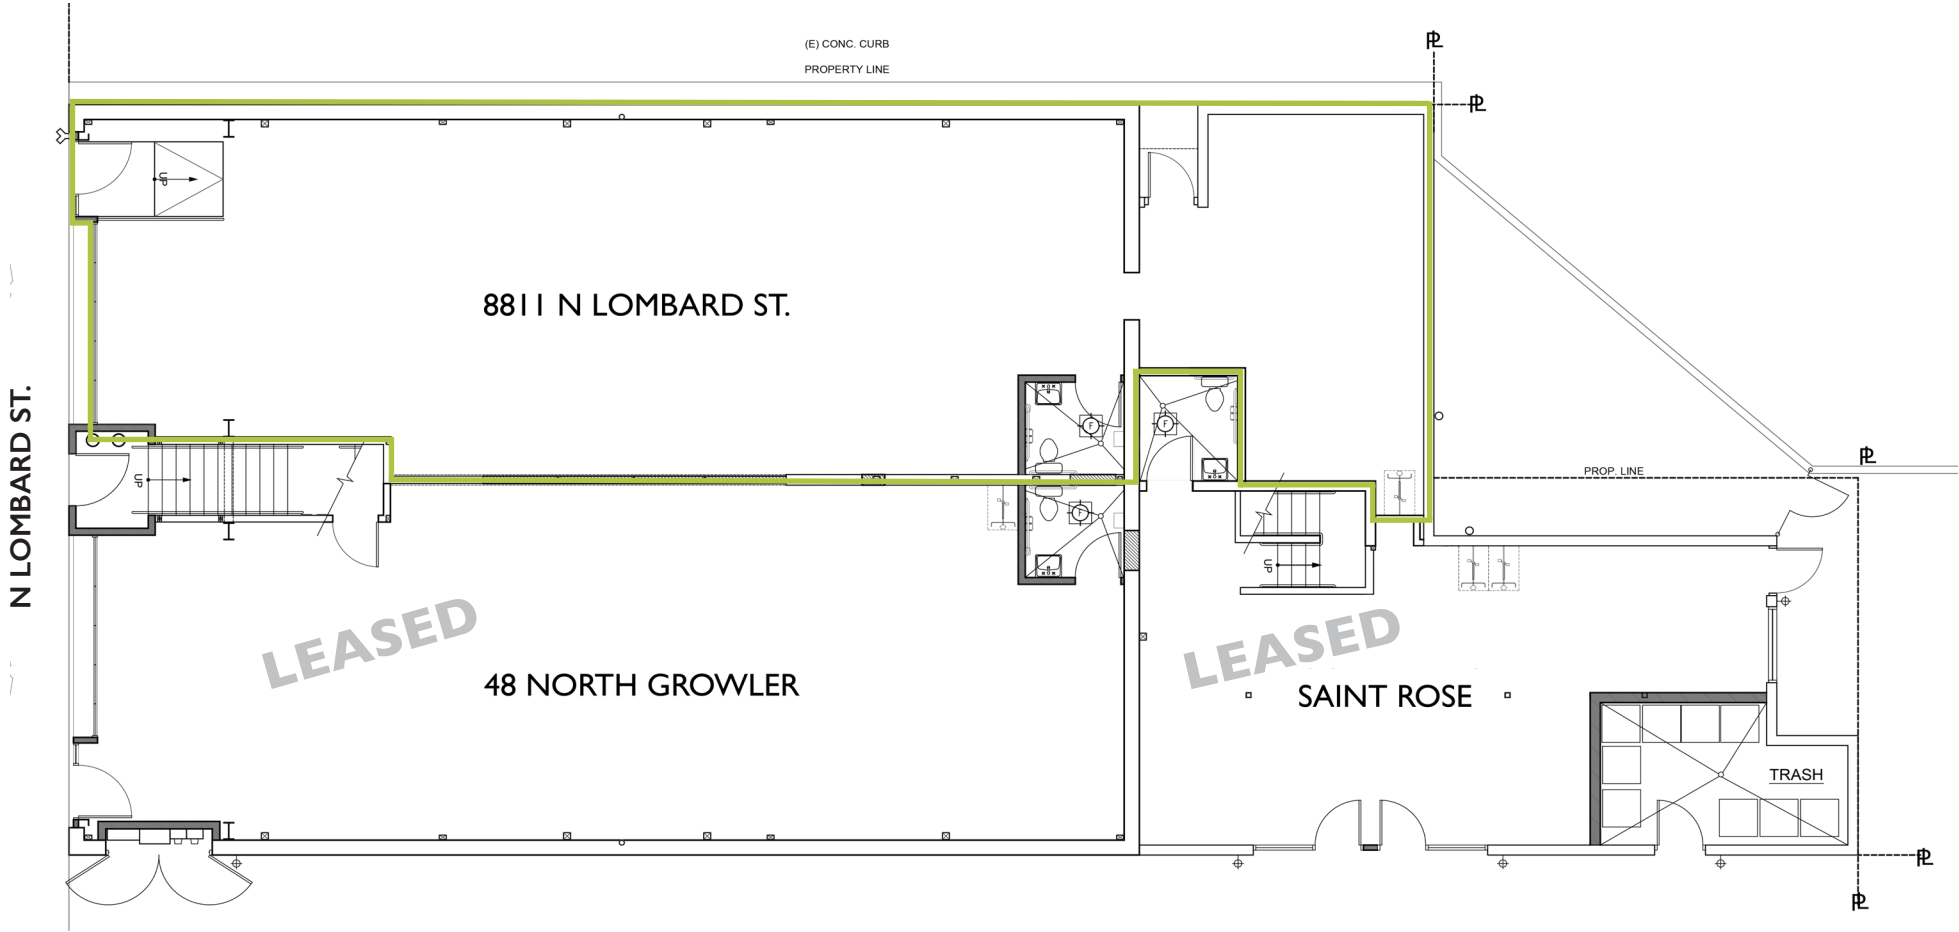 (E) CONC. CURB
PROPERTY LINE
PL
PL
UP
8811 N LOMBARD ST.
N LOMBARD ST.
F
F
F
UP
UP
PROP. LINE
PL
LEASED
48 NORTH GROWLER
LEASED
SAINT ROSE
TRASH
PL
PL